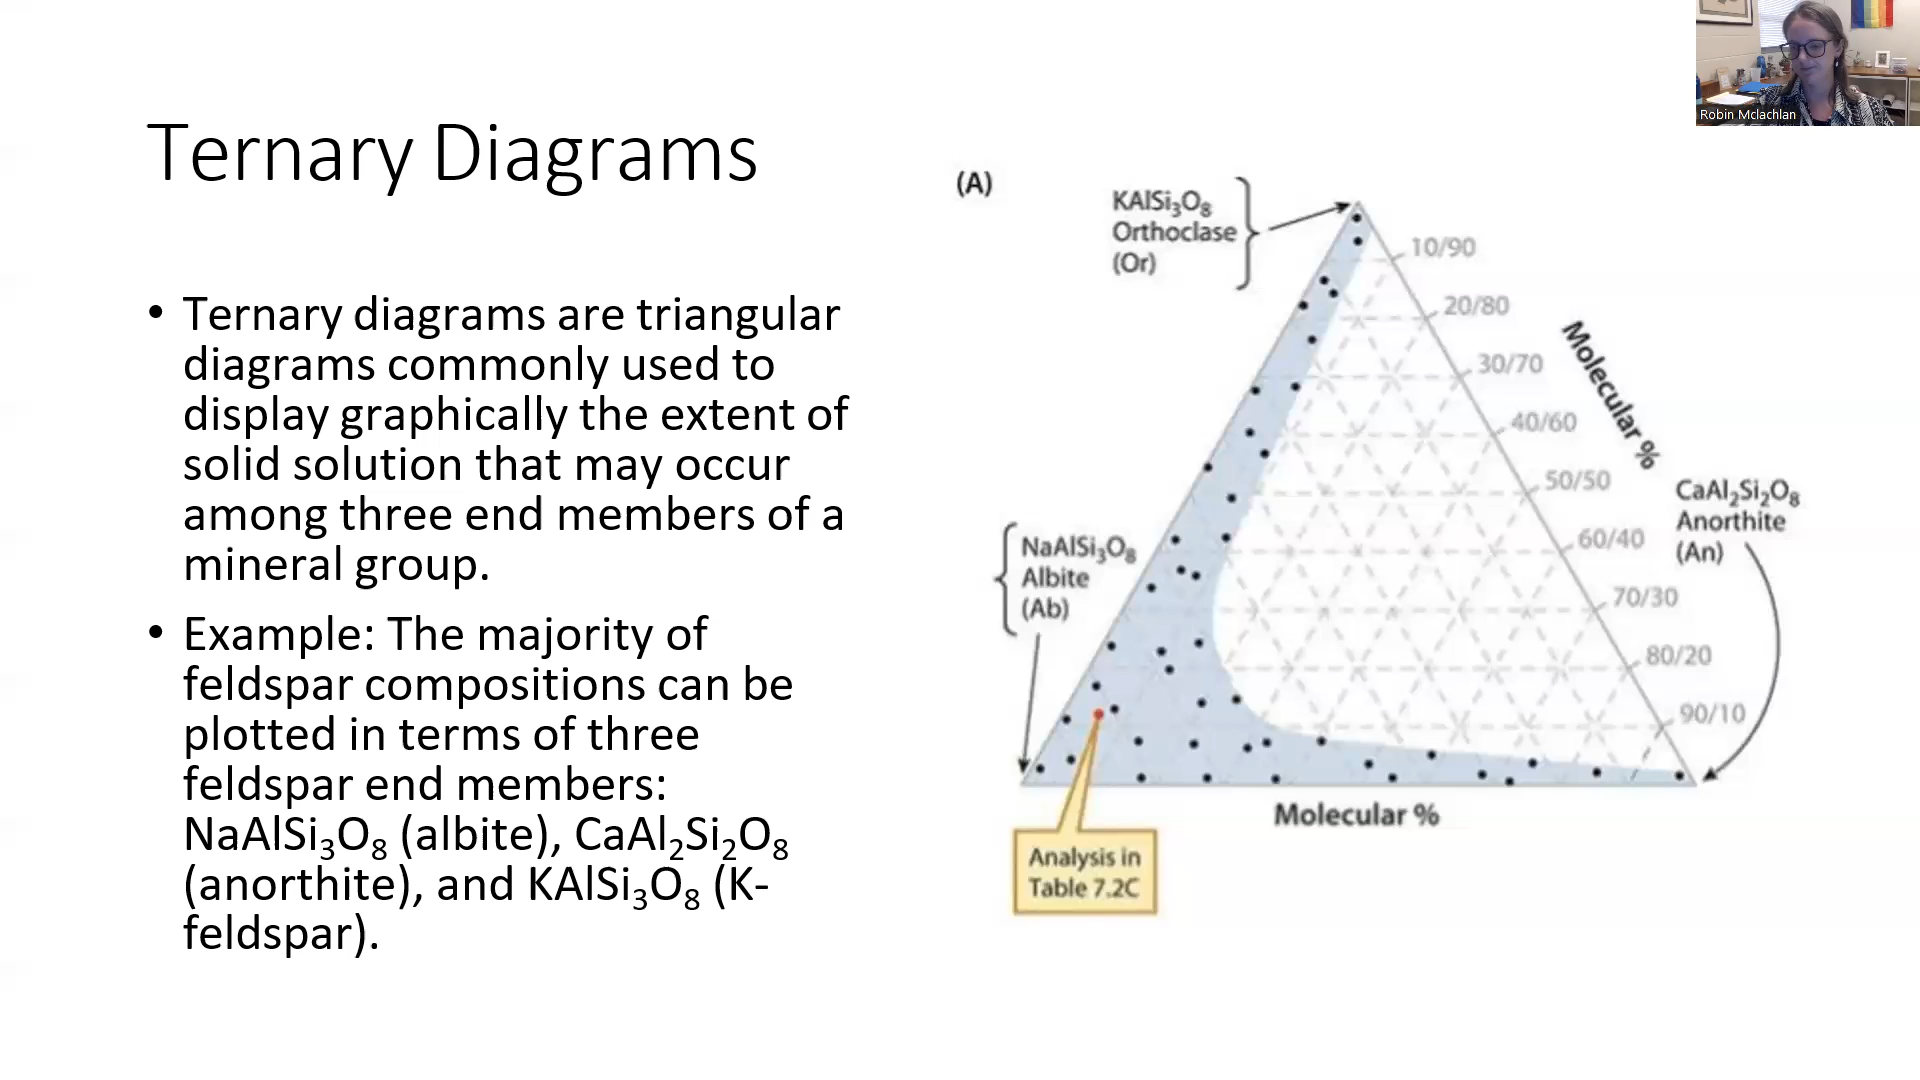 Robin Mclachlan
Ternary Diagrams
• Ternary diagrams are triangular
diagrams commonly used to
display graphically the extent of
solid solution that may occur
among three end members of a
mineral group.
• Example: The majority of
feldspar compositions can be
plotted in terms of three
feldspar end members:
NaAlSi₃O₈ (albite), CaAl₂Si₂O₈
(anorthite), and KAlSi₃O₈ (K-
feldspar).
(A)
KAlSi₃O₈
Orthoclase
(Or)
10/90
20/80
30/70
40/60
50/50
60/40
70/30
80/20
90/10
Molecular %
CaAl₂Si₂O₈
Anorthite
(An)
NaAlSi₃O₈
Albite
(Ab)
Molecular %
Analysis in
Table 7.2C